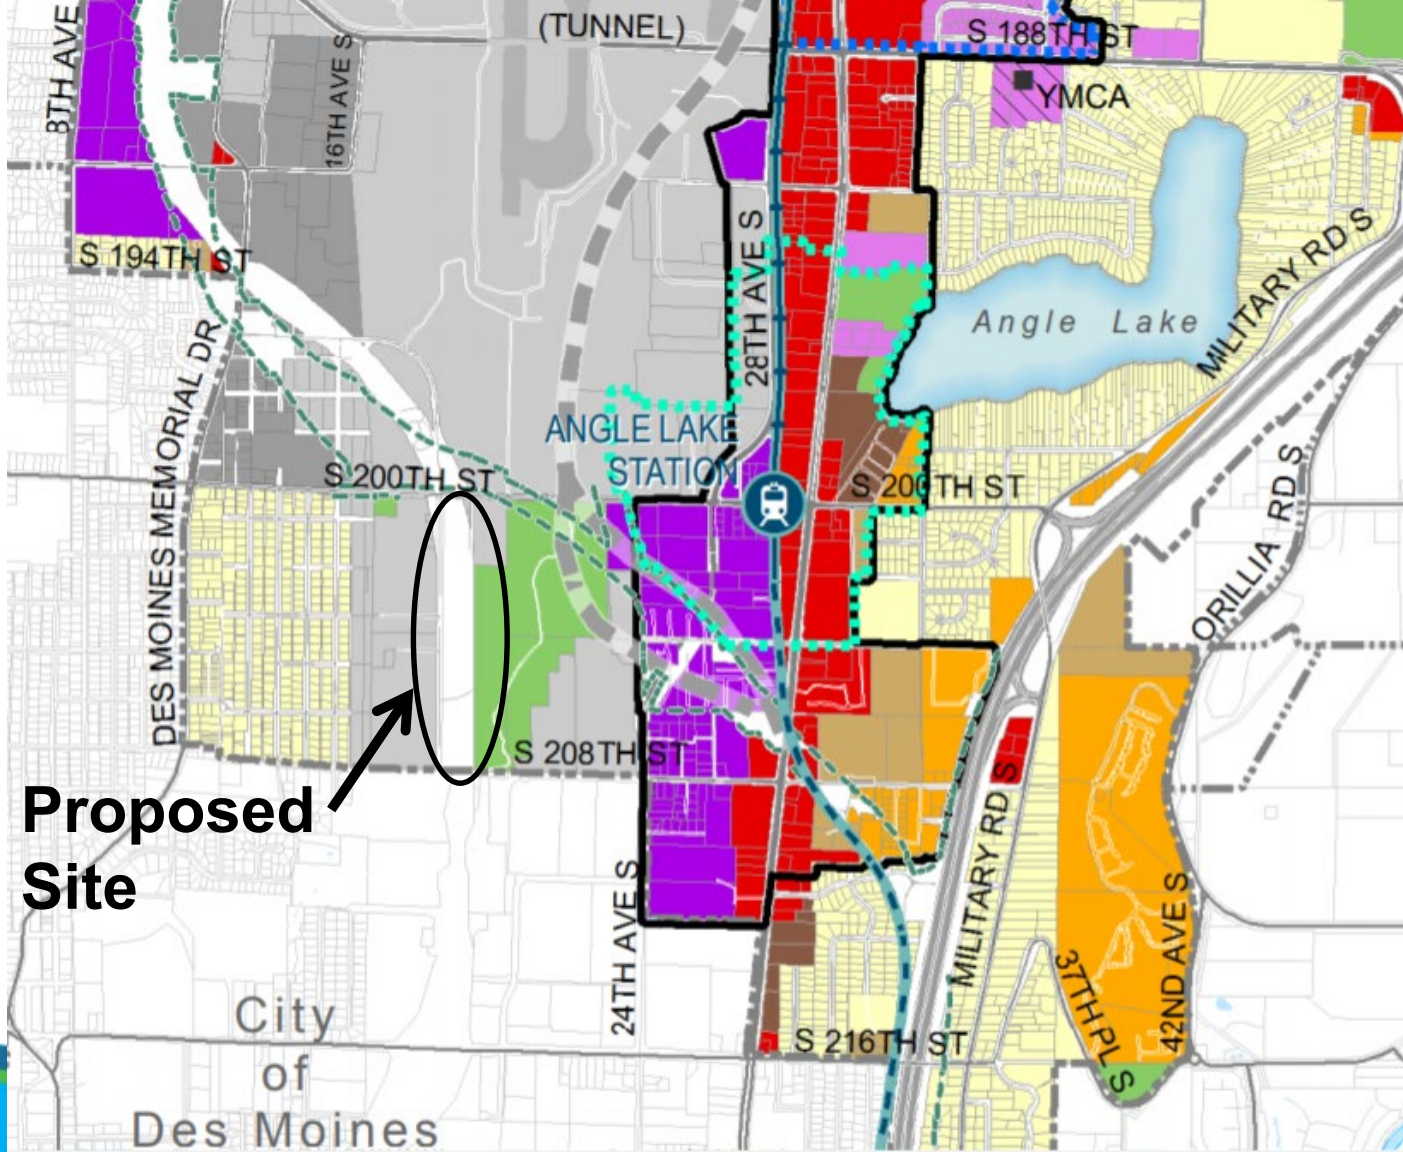 (TUNNEL)
S 188TH ST
8TH AVE
16TH AVE S
YMCA
S 194TH ST
28TH AVE S
MILITARY RD S
Angle Lake
DES MOINES MEMORIAL DR
ANGLE LAKE
STATION
S 200TH ST
S 200TH ST
ORILLIA RD S
S 208TH ST
Proposed
Site
MILITARY RD S
24TH AVE S
37TH PL S
42ND AVE S
City
of
Des Moines
S 216TH ST